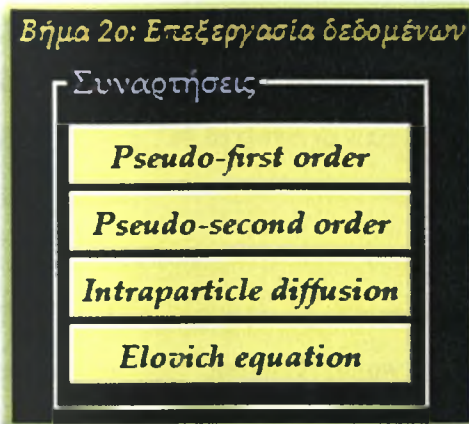 Βήμα 2ο: Επεξεργασία δεδομένων
Συναρτήσεις
Pseudo-first order
Pseudo-second order
Intraparticle diffusion
Elovich equation